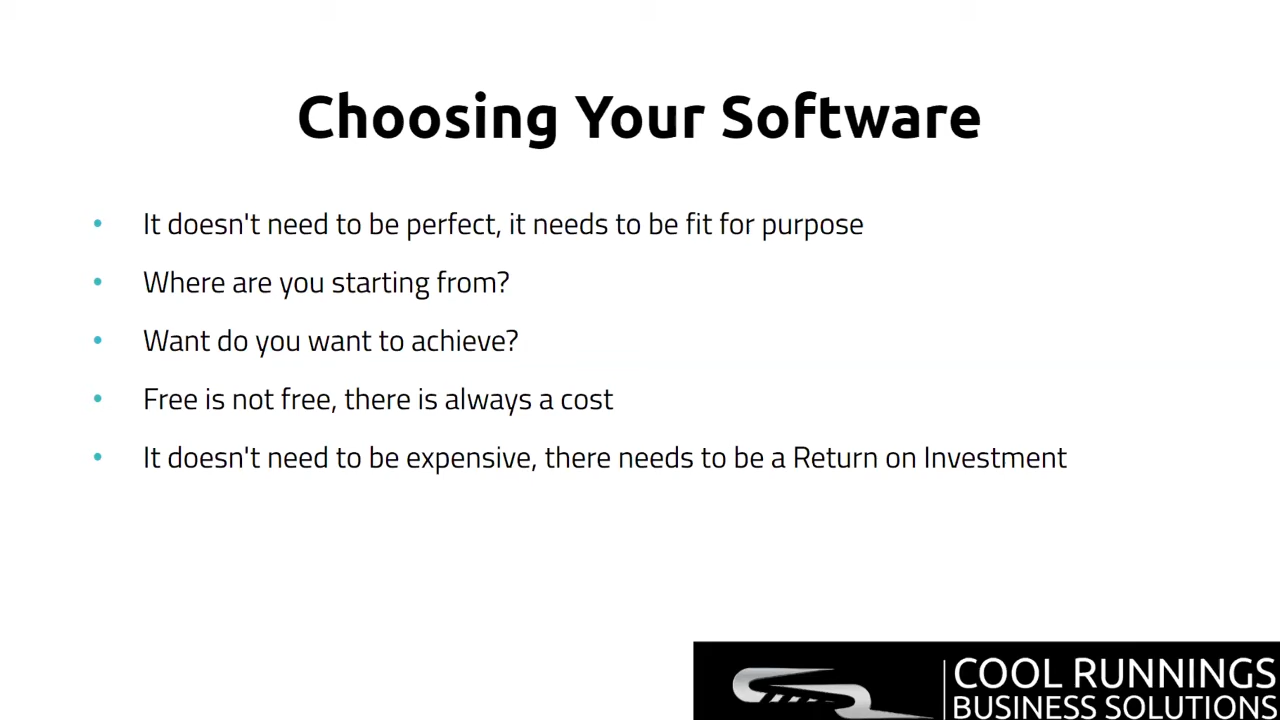 Choosing Your Software
• It doesn't need to be perfect, it needs to be fit for purpose
• Where are you starting from?
• Want do you want to achieve?
• Free is not free, there is always a cost
• It doesn't need to be expensive, there needs to be a Return on Investment
COOL RUNNINGS
BUSINESS SOLUTIONS